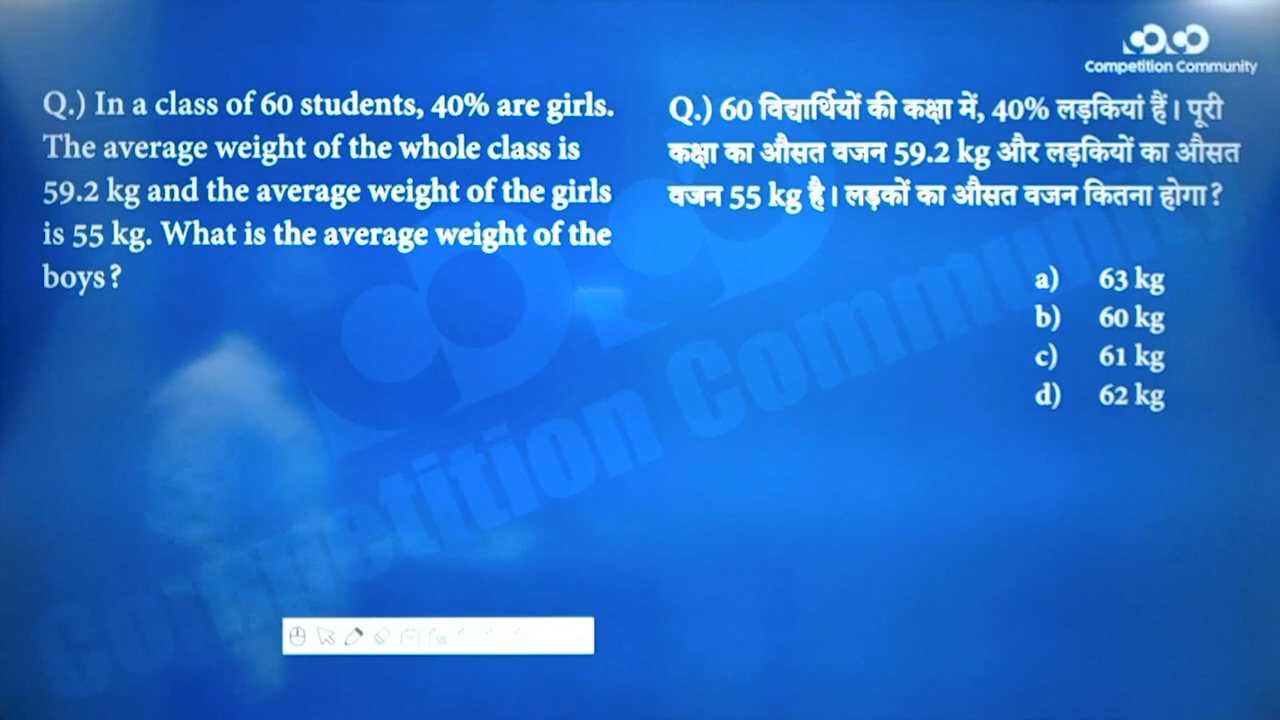 Competition Community
Q.) In a class of 60 students, 40% are girls.
The average weight of the whole class is
59.2 kg and the average weight of the girls
is 55 kg. What is the average weight of the
boys?
Q.) 60 विद्यार्थियों की कक्षा में, 40% लड़कियां हैं। पूरी
कक्षा का औसत वजन 59.2 kg और लड़कियों का औसत
वजन 55 kg है। लड़कों का औसत वजन कितना होगा?
a) 63 kg
b) 60 kg
c) 61 kg
d) 62 kg
Competition Community